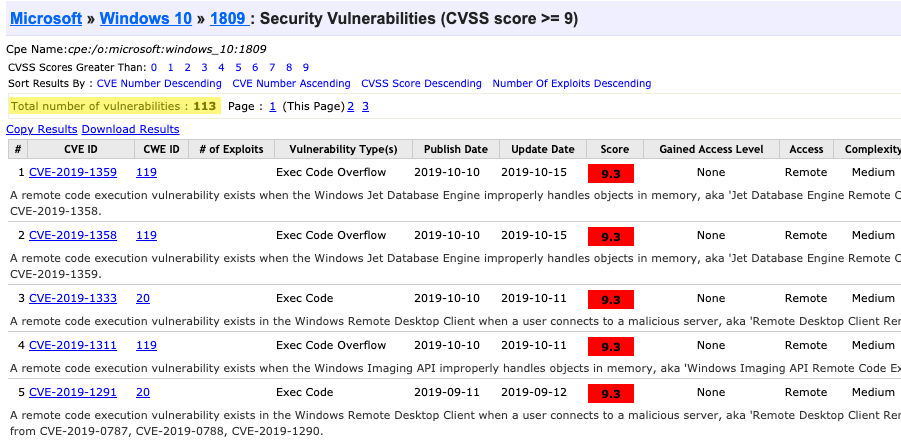 Microsoft » Windows 10 » 1809 : Security Vulnerabilities (CVSS score >= 9)
Cpe Name:cpe:/o:microsoft:windows_10:1809
CVSS Scores Greater Than: 0 1 2 3 4 5 6 7 8 9
Sort Results By : CVE Number Descending CVE Number Ascending CVSS Score Descending Number Of Exploits Descending
Total number of vulnerabilities : 113 Page : 1 (This Page) 2 3
Copy Results Download Results
# CVE ID CWE ID # of Exploits Vulnerability Type(s) Publish Date Update Date Score Gained Access Level Access Complexity
1 CVE-2019-1359 119 Exec Code Overflow 2019-10-10 2019-10-15 9.3 None Remote Medium
A remote code execution vulnerability exists when the Windows Jet Database Engine improperly handles objects in memory, aka 'Jet Database Engine Remote C
CVE-2019-1358.
2 CVE-2019-1358 119 Exec Code Overflow 2019-10-10 2019-10-15 9.3 None Remote Medium
A remote code execution vulnerability exists when the Windows Jet Database Engine improperly handles objects in memory, aka 'Jet Database Engine Remote C
CVE-2019-1359.
3 CVE-2019-1333 20 Exec Code 2019-10-10 2019-10-11 9.3 None Remote Medium
A remote code execution vulnerability exists in the Windows Remote Desktop Client when a user connects to a malicious server, aka 'Remote Desktop Client Rer
4 CVE-2019-1311 119 Exec Code Overflow 2019-10-10 2019-10-11 9.3 None Remote Medium
A remote code execution vulnerability exists when the Windows Imaging API improperly handles objects in memory, aka 'Windows Imaging API Remote Code Ex
5 CVE-2019-1291 20 Exec Code 2019-09-11 2019-09-12 9.3 None Remote Medium
A remote code execution vulnerability exists in the Windows Remote Desktop Client when a user connects to a malicious server, aka 'Remote Desktop Client Rer
from CVE-2019-0787, CVE-2019-0788, CVE-2019-1290.